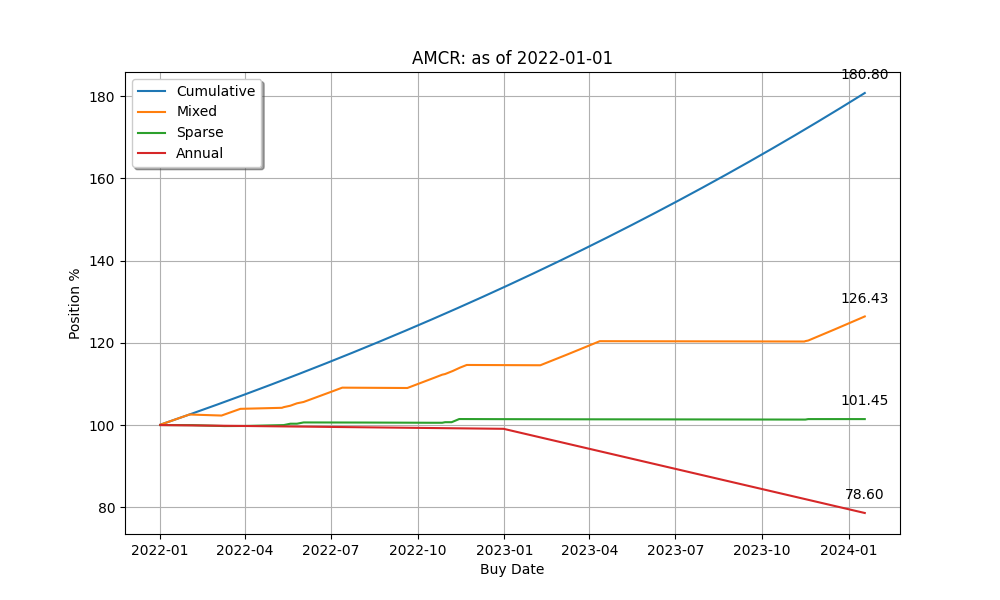 AMCR: as of 2022-01-01
180.80
Cumulative
Mixed
Sparse
Annual
180
160
140
120
100
80
126.43
101.45
78.60
Position %
2022-01
2022-04
2022-07
2022-10
2023-01
2023-04
2023-07
2023-10
2024-01
Buy Date